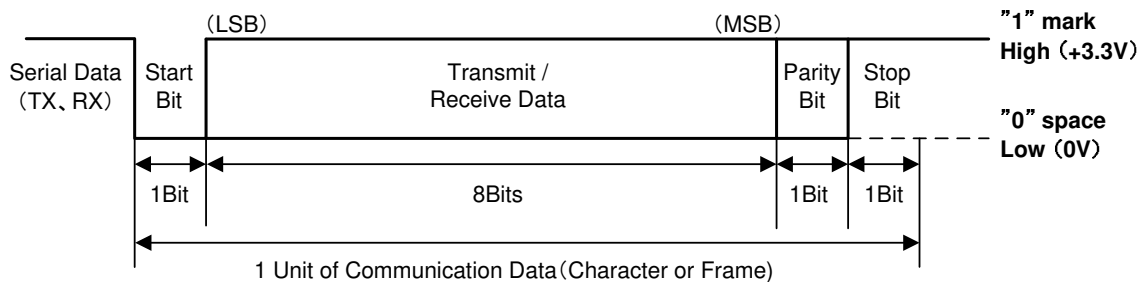 (LSB)
(MSB)
”1” mark
High (+3.3V)
Serial Data
(TX、RX)
Start
Bit
Transmit /
Receive Data
Parity
Bit
Stop
Bit
”0” space
Low (0V)
1Bit
8Bits
1Bit
1Bit
1 Unit of Communication Data(Character or Frame)